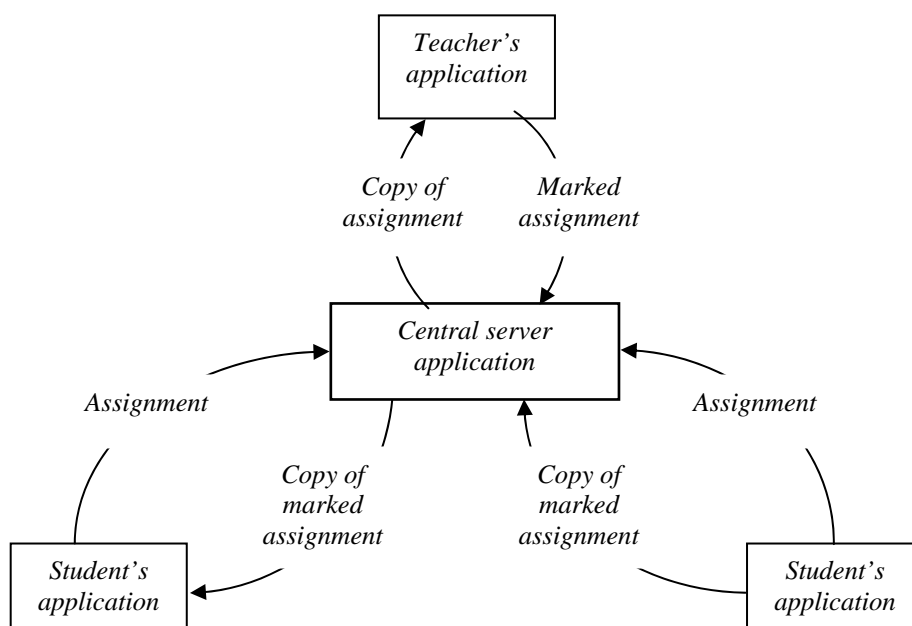 Teacher’s
application
Copy of
assignment
Marked
assignment
Central server
application
Assignment
Assignment
Copy of
marked
assignment
Copy of
marked
assignment
Student’s
application
Student’s
application